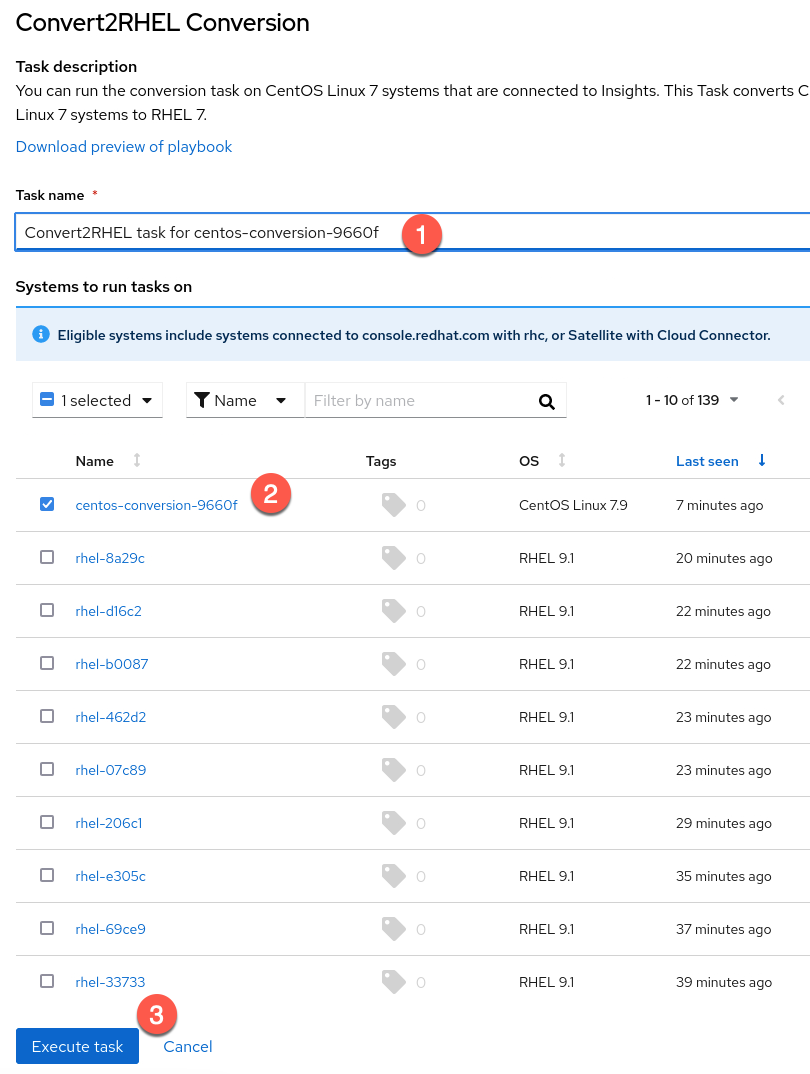 Convert2RHEL Conversion
Task description
You can run the conversion task on CentOS Linux 7 systems that are connected to Insights. This Task converts C
Linux 7 systems to RHEL 7.
Download preview of playbook
Task name *
Convert2RHEL task for centos-conversion-9660f 1
Systems to run tasks on
Eligible systems include systems connected to console.redhat.com with rhc, or Satellite with Cloud Connector.
1 selected Name Filter by name 1 - 10 of 139
Name Tags OS Last seen
centos-conversion-9660f 2 0 CentOS Linux 7.9 7 minutes ago
rhel-8a29c 0 RHEL 9.1 20 minutes ago
rhel-d16c2 0 RHEL 9.1 22 minutes ago
rhel-b0087 0 RHEL 9.1 22 minutes ago
rhel-462d2 0 RHEL 9.1 23 minutes ago
rhel-07c89 0 RHEL 9.1 23 minutes ago
rhel-206c1 0 RHEL 9.1 29 minutes ago
rhel-e305c 0 RHEL 9.1 35 minutes ago
rhel-69ce9 0 RHEL 9.1 37 minutes ago
rhel-33733 0 RHEL 9.1 39 minutes ago
3
Execute task Cancel